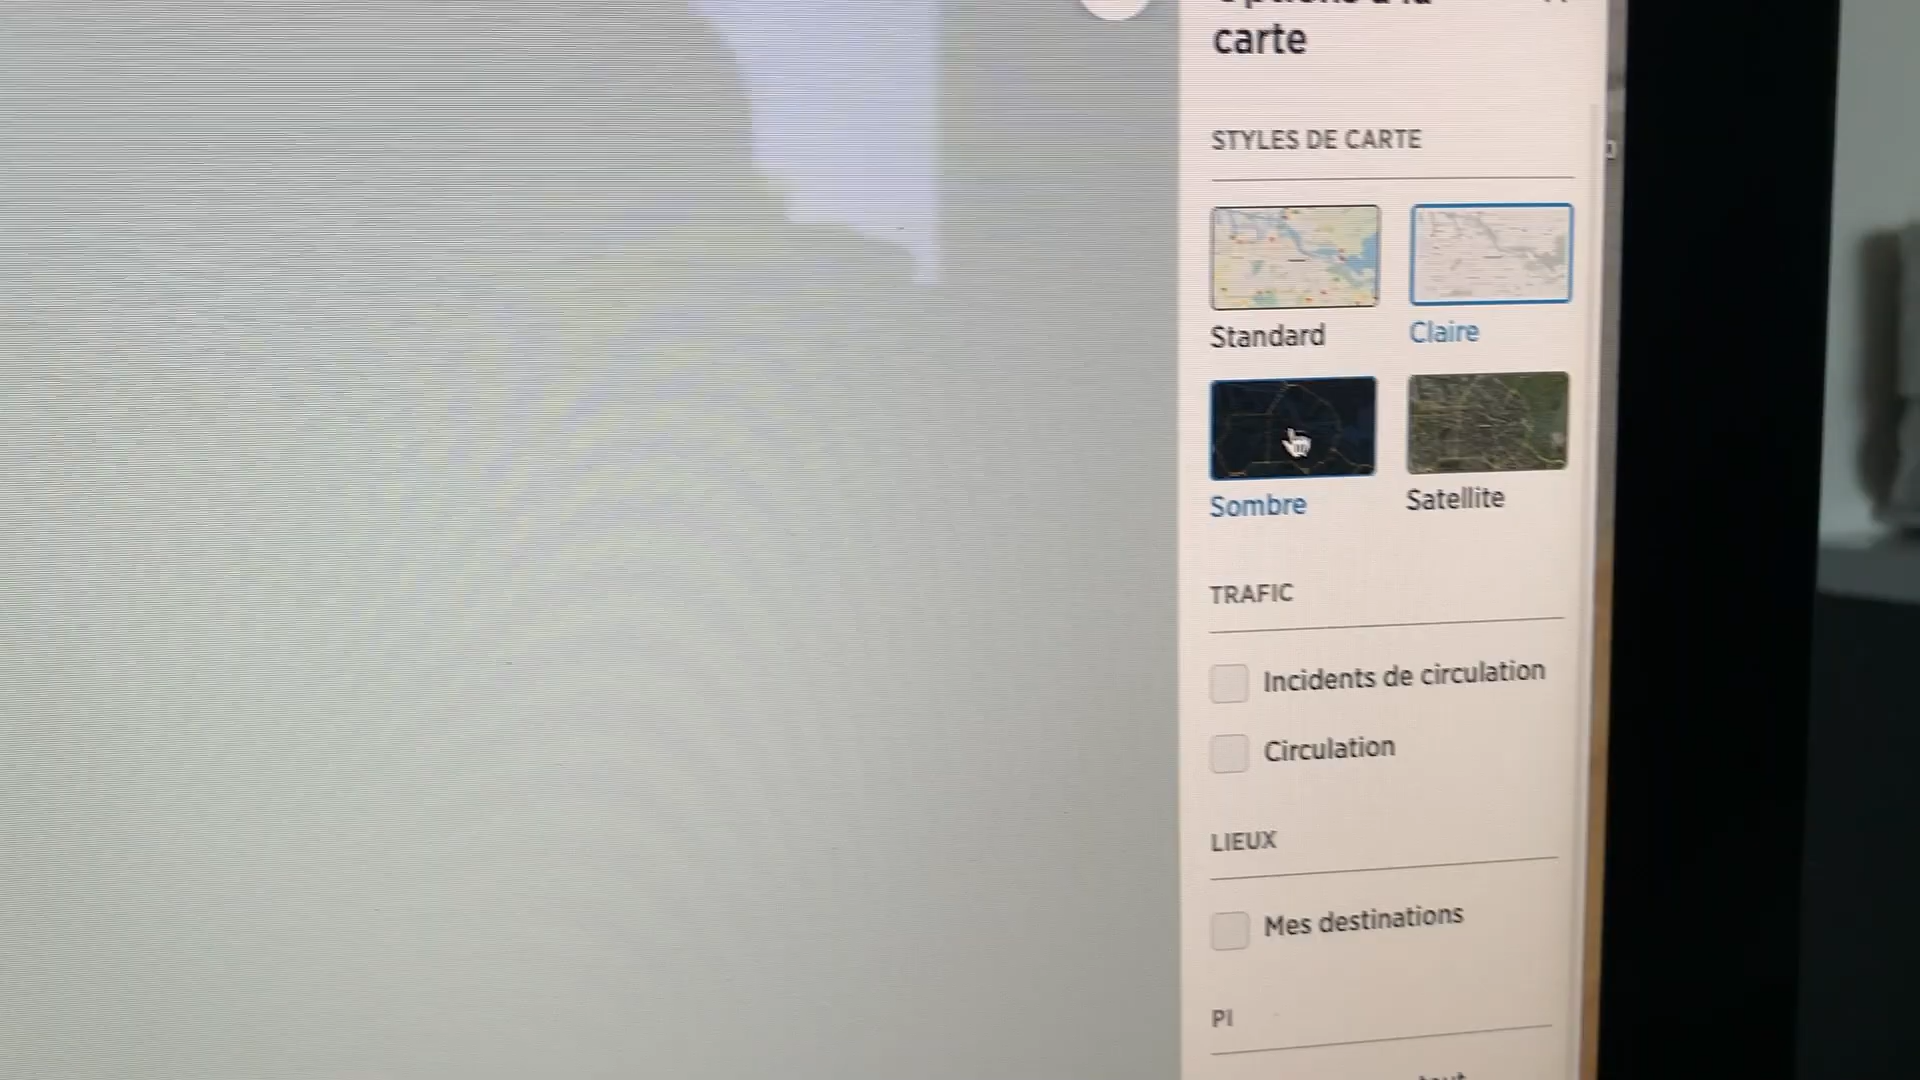 carte
STYLES DE CARTE
Standard
Claire
Sombre
Satellite
TRAFIC
Incidents de circulation
Circulation
LIEUX
Mes destinations
PI